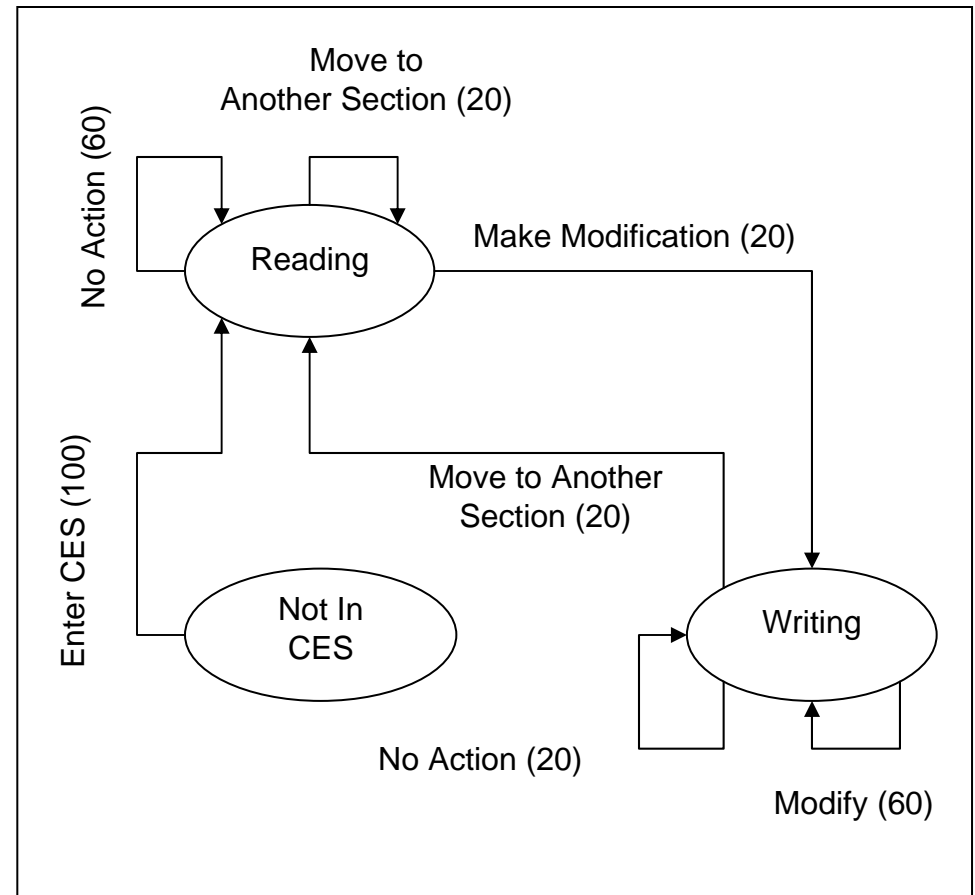 Move to
Another Section (20)
No Action (60)
Reading
Make Modification (20)
Enter CES (100)
Move to Another
Section (20)
Not In
CES
Writing
No Action (20)
Modify (60)